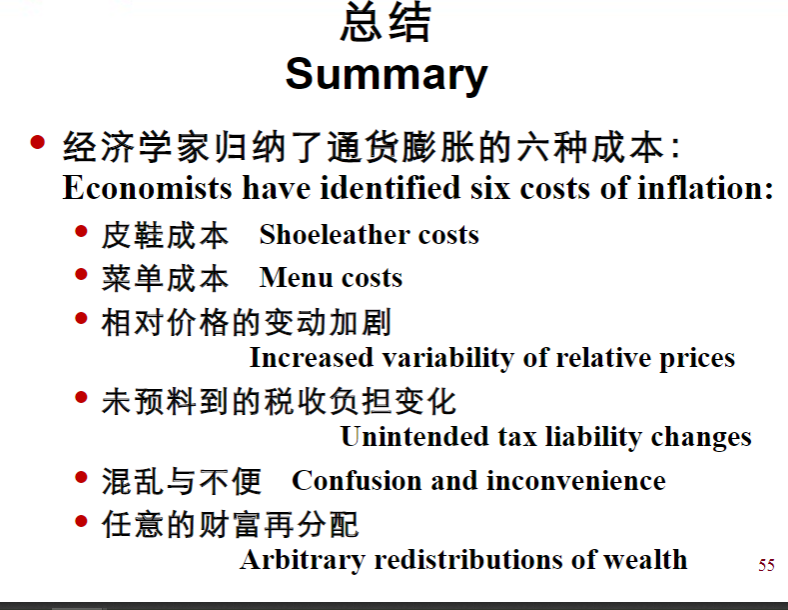 总结
Summary
经济学家归纳了通货膨胀的六种成本：
Economists have identified six costs of inflation:
皮鞋成本 Shoeleather costs
菜单成本 Menu costs
相对价格的变动加剧
Increased variability of relative prices
未预料到的税收负担变化
Unintended tax liability changes
混乱与不便 Confusion and inconvenience
任意的财富再分配
Arbitrary redistributions of wealth
55